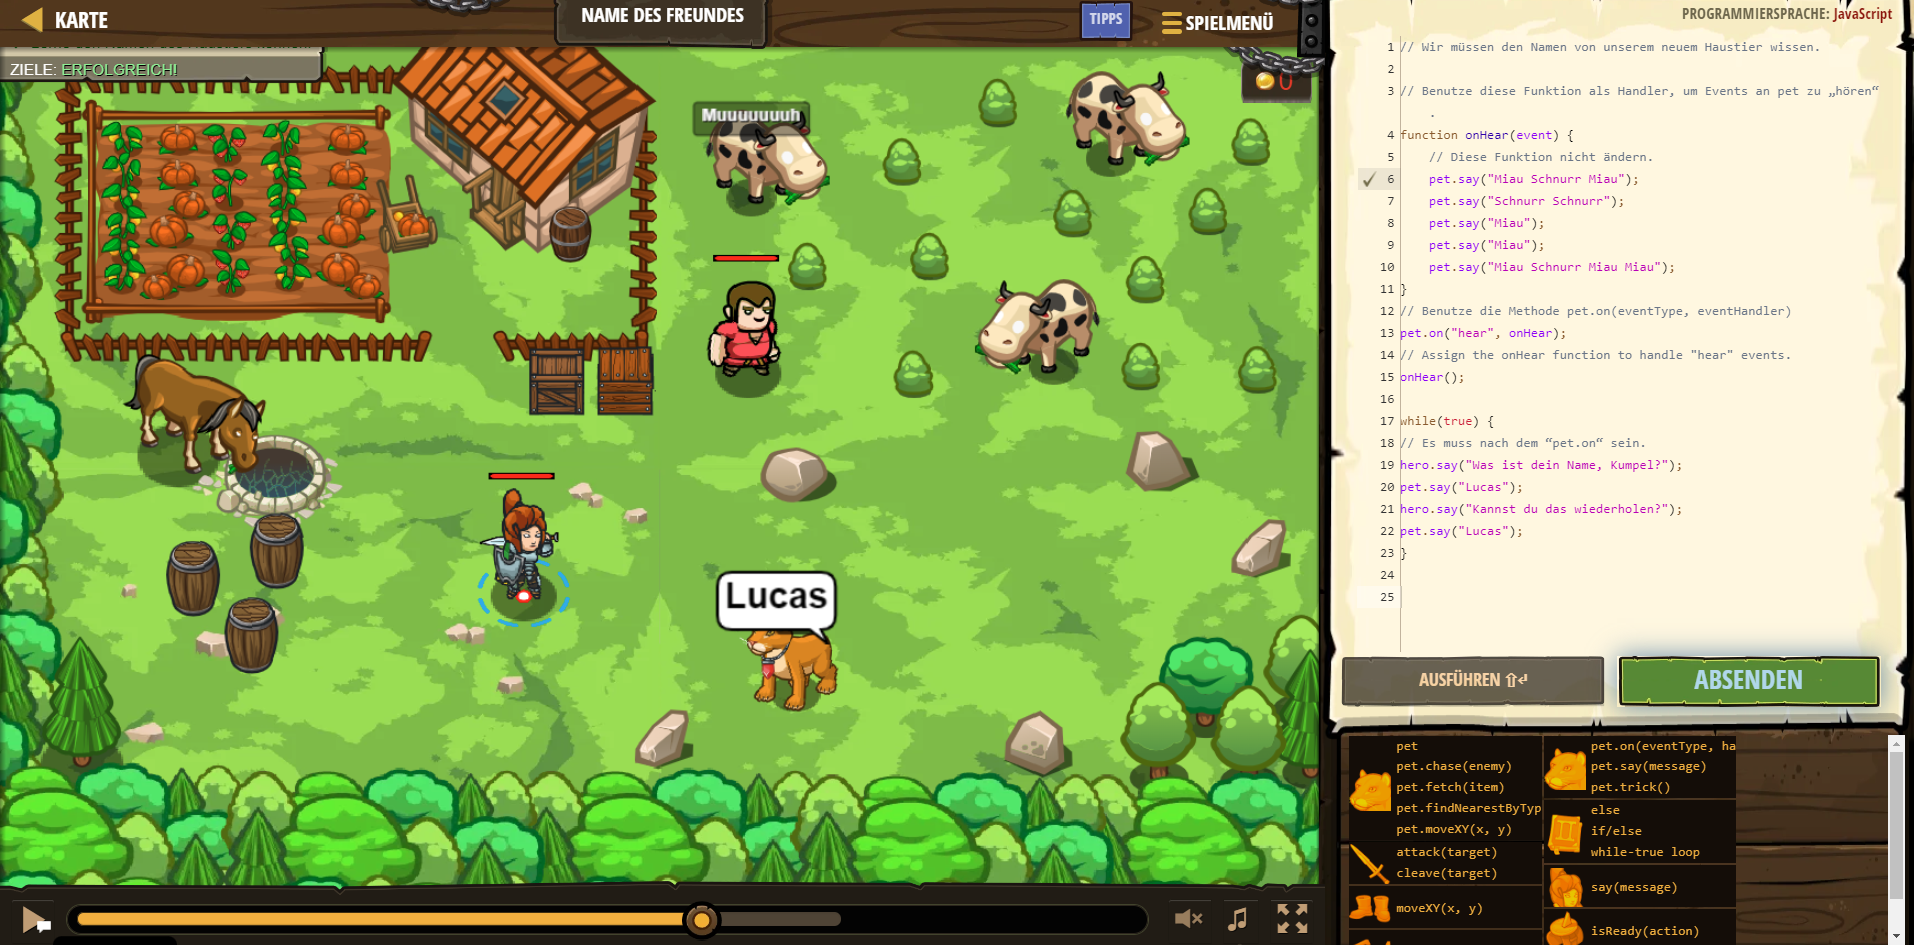 KARTE
NAME DES FREUNDES
TIPPS
SPIELMENÜ
ZIELE: ERFOLGREICH!
0
Muuuuuuuh
Lucas
PROGRAMMIERSPRACHE: JavaScript
1 // Wir müssen den Namen von unserem neuem Haustier wissen.
2
3 // Benutze diese Funktion als Handler, um Events an pet zu „hören“
.
4 function onHear(event) {
5 // Diese Funktion nicht ändern.
6 pet.say("Miau Schnurr Miau");
7 pet.say("Schnurr Schnurr");
8 pet.say("Miau");
9 pet.say("Miau");
10 pet.say("Miau Schnurr Miau Miau");
11 }
12 // Benutze die Methode pet.on(eventType, eventHandler)
13 pet.on("hear", onHear);
14 // Assign the onHear function to handle "hear" events.
15 onHear();
16
17 while(true) {
18 // Es muss nach dem “pet.on“ sein.
19 hero.say("Was ist dein Name, Kumpel?");
20 pet.say("Lucas");
21 hero.say("Kannst du das wiederholen?");
22 pet.say("Lucas");
23 }
24
25
AUSFÜHREN ⇧↵
ABSENDEN
pet
pet.chase(enemy)
pet.fetch(item)
pet.findNearestByTyp
pet.moveXY(x, y)
attack(target)
cleave(target)
moveXY(x, y)
pet.on(eventType, ha
pet.say(message)
pet.trick()
else
if/else
while-true loop
say(message)
isReady(action)